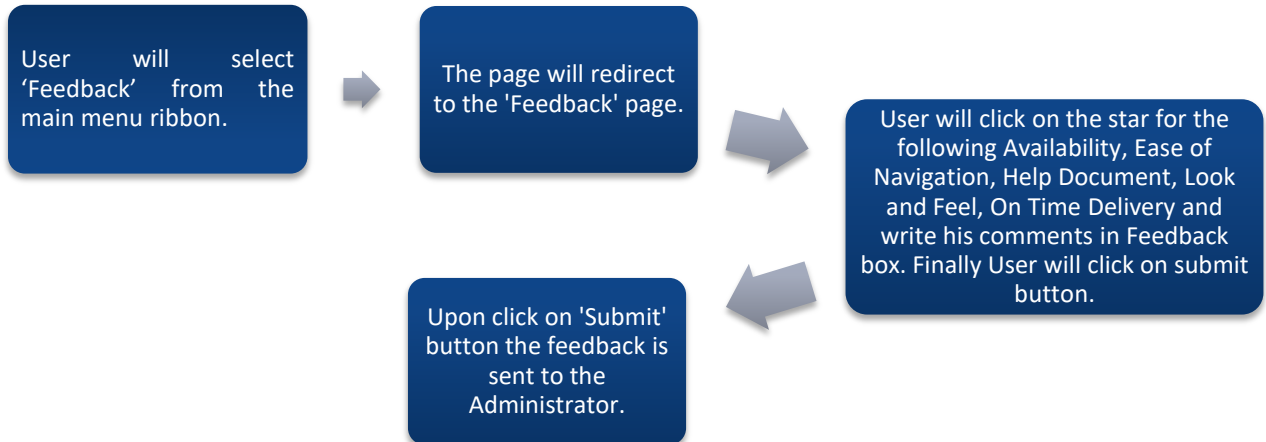 User will select
‘Feedback’ from the
main menu ribbon.
The page will redirect
to the 'Feedback' page.
User will click on the star for the
following Availability, Ease of
Navigation, Help Document, Look
and Feel, On Time Delivery and
write his comments in Feedback
box. Finally User will click on submit
button.
Upon click on 'Submit'
button the feedback is
sent to the
Administrator.